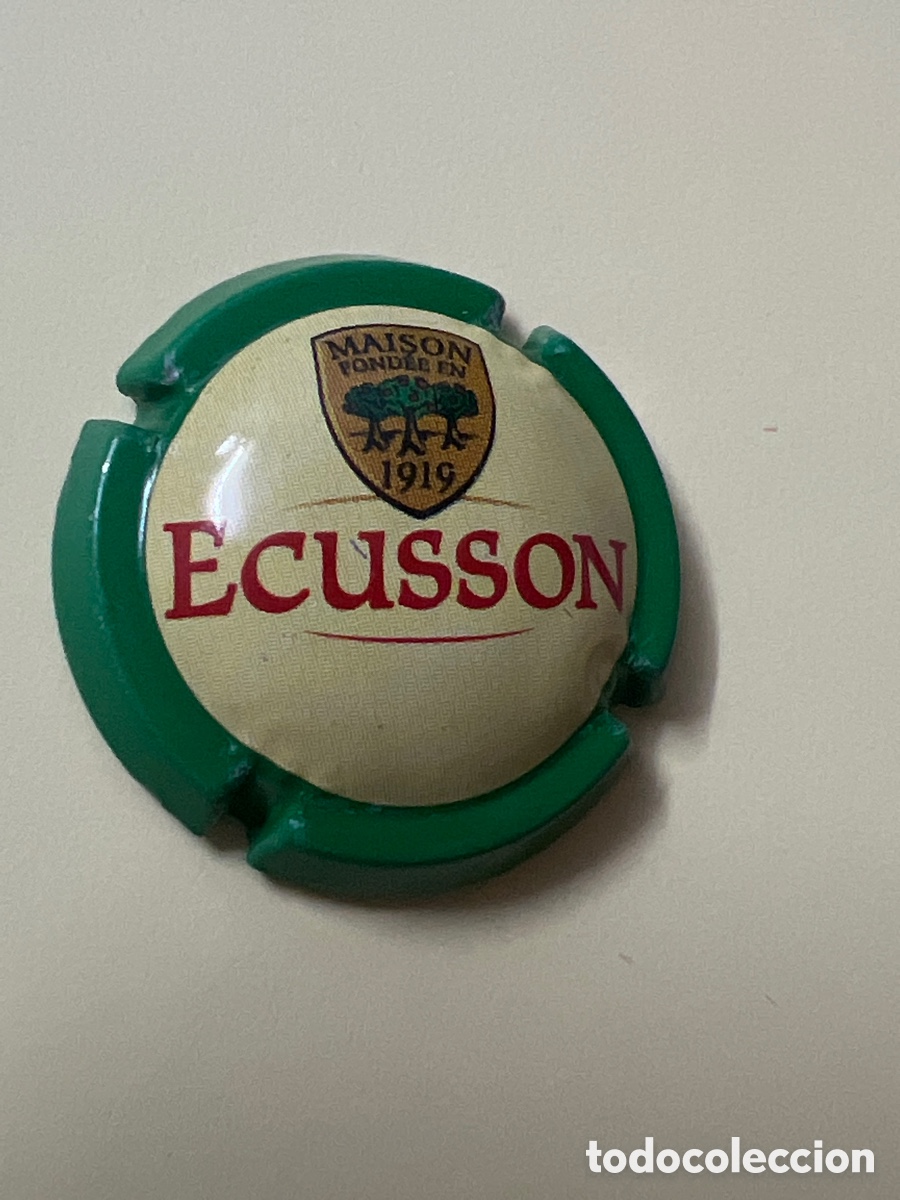 MAISON
FONDÉE EN
1919
ECUSSON
todocoleccion